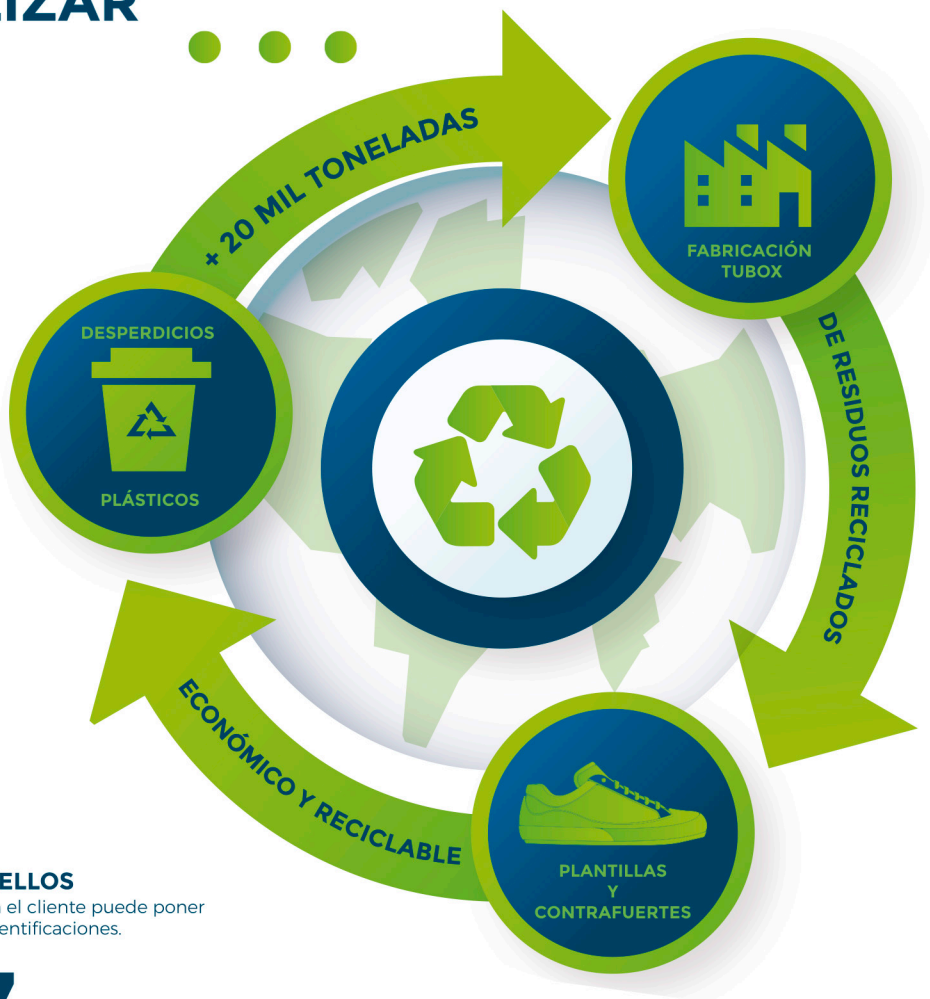 LIZAR
+ 20 MIL TONELADAS
FABRICACIÓN
TUBOX
DE RESIDUOS RECICLADOS
DESPERDICIOS
PLÁSTICOS
ECONÓMICO Y RECICLABLE
PLANTILLAS
Y
CONTRAFUERTES
ELLOS
el cliente puede poner
entificaciones.